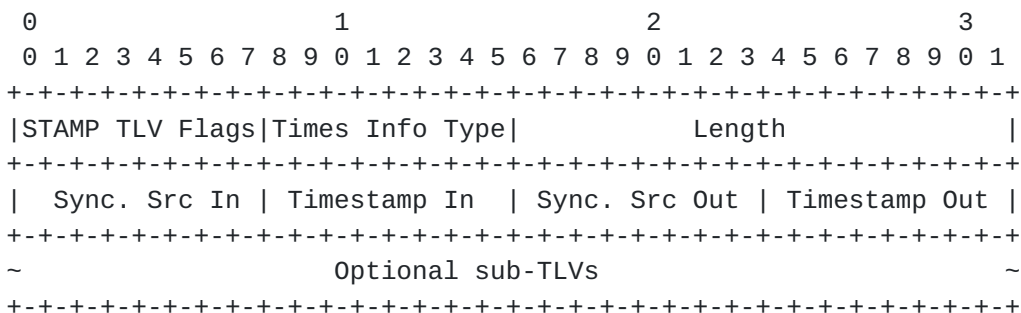 0                   1                   2                   3
 0 1 2 3 4 5 6 7 8 9 0 1 2 3 4 5 6 7 8 9 0 1 2 3 4 5 6 7 8 9 0 1
+-+-+-+-+-+-+-+-+-+-+-+-+-+-+-+-+-+-+-+-+-+-+-+-+-+-+-+-+-+-+-+-+
|STAMP TLV Flags|Times Info Type|           Length              |
+-+-+-+-+-+-+-+-+-+-+-+-+-+-+-+-+-+-+-+-+-+-+-+-+-+-+-+-+-+-+-+-+
|  Sync. Src In | Timestamp In  | Sync. Src Out | Timestamp Out |
+-+-+-+-+-+-+-+-+-+-+-+-+-+-+-+-+-+-+-+-+-+-+-+-+-+-+-+-+-+-+-+-+
~                    Optional sub-TLVs                          ~
+-+-+-+-+-+-+-+-+-+-+-+-+-+-+-+-+-+-+-+-+-+-+-+-+-+-+-+-+-+-+-+-+